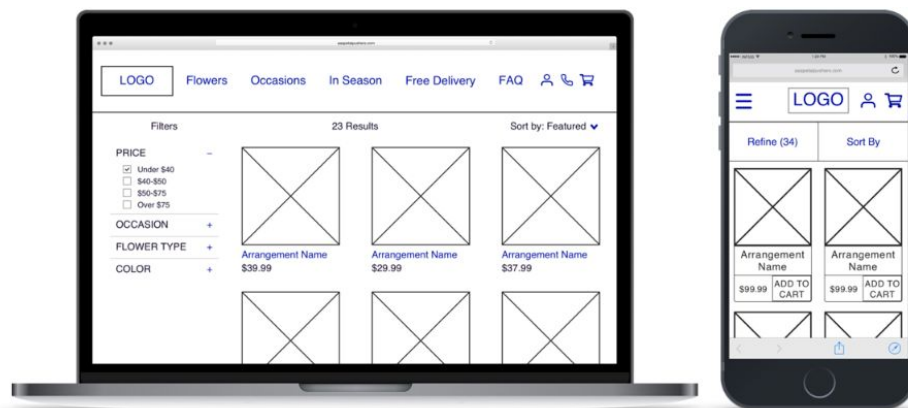 LOGO Flowers Occasions In Season Free Delivery FAQ
Filters 23 Results Sort by: Featured
PRICE –
Under $40
$40-$50
$50-$75
Over $75
OCCASION +
FLOWER TYPE +
COLOR +
Arrangement Name Arrangement Name Arrangement Name
$39.99 $29.99 $37.99
LOGO
Refine (34) Sort By
Arrangement Arrangement
Name Name
$99.99 ADD TO $99.99 ADD TO
CART CART